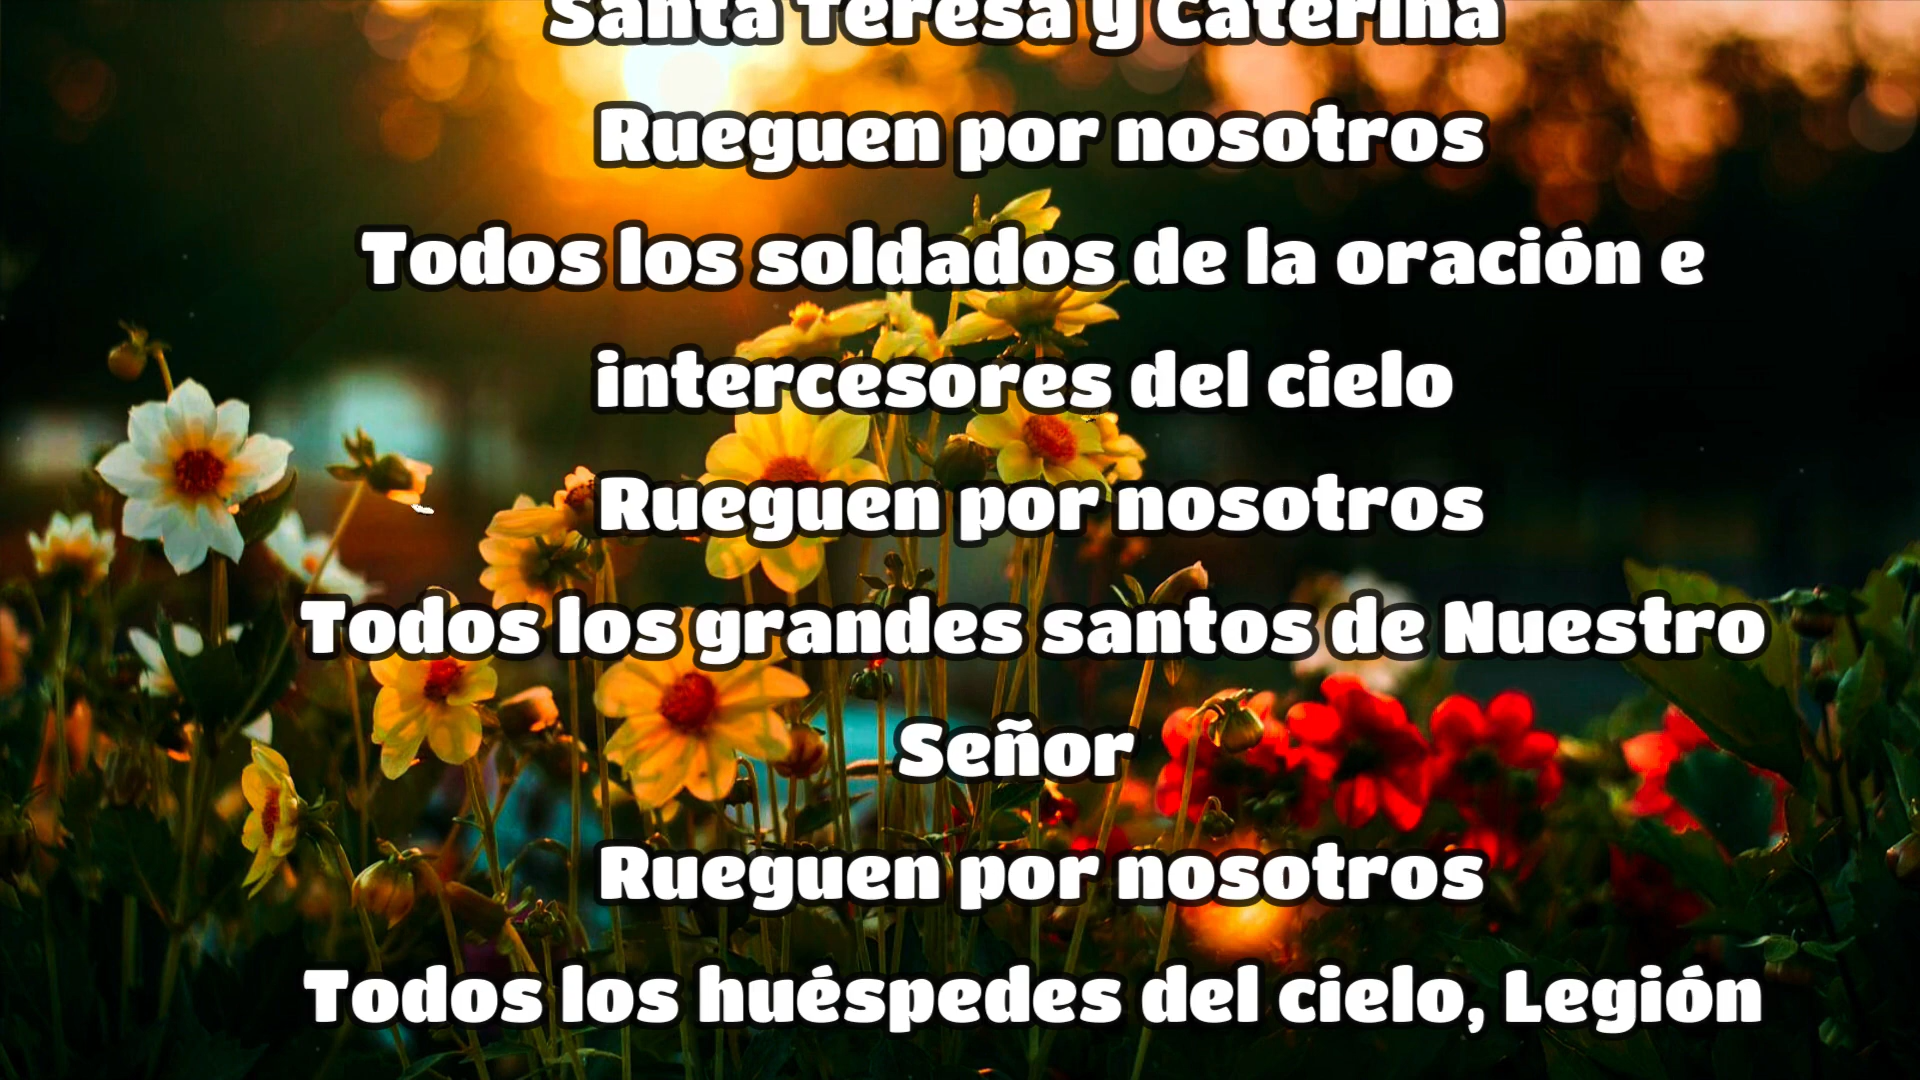 Santa Teresa y Caterina
Rueguen por nosotros
Todos los soldados de la oración e
intercesores del cielo
Rueguen por nosotros
Todos los grandes santos de Nuestro
Señor
Rueguen por nosotros
Todos los huéspedes del cielo, Legión